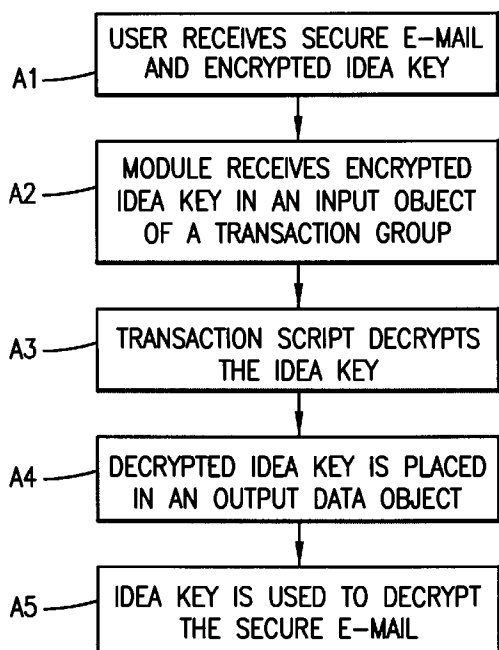 A1
USER RECEIVES SECURE E-MAIL
AND ENCRYPTED IDEA KEY
A2
MODULE RECEIVES ENCRYPTED
IDEA KEY IN AN INPUT OBJECT
OF A TRANSACTION GROUP
A3
TRANSACTION SCRIPT DECRYPTS
THE IDEA KEY
A4
DECRYPTED IDEA KEY IS PLACED
IN AN OUTPUT DATA OBJECT
A5
IDEA KEY IS USED TO DECRYPT
THE SECURE E-MAIL